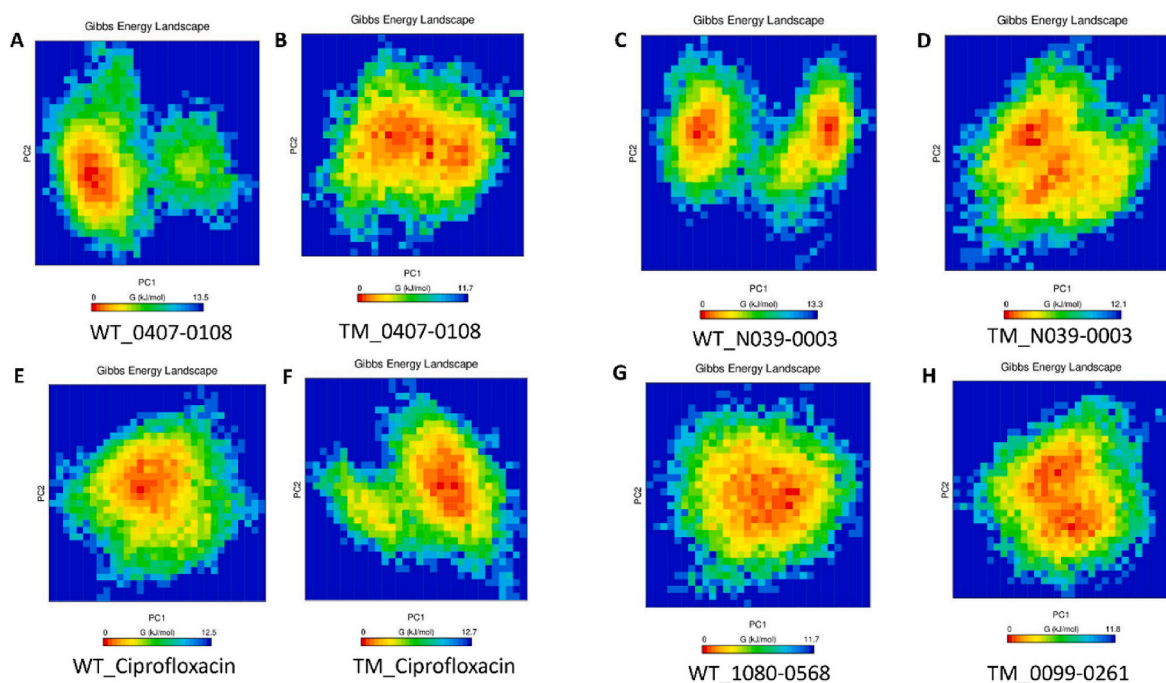 A
Gibbs Energy Landscape
PC2
PC1
0 G (kJ/mol) 13.5
WT_0407-0108
B
Gibbs Energy Landscape
PC2
PC1
0 G (kJ/mol) 11.7
TM_0407-0108
C
Gibbs Energy Landscape
PC2
PC1
0 G (kJ/mol) 13.3
WT_N039-0003
D
Gibbs Energy Landscape
PC2
PC1
0 G (kJ/mol) 12.1
TM_N039-0003
E
Gibbs Energy Landscape
PC2
PC1
0 G (kJ/mol) 12.5
WT_Ciprofloxacin
F
Gibbs Energy Landscape
PC2
PC1
0 G (kJ/mol) 12.7
TM_Ciprofloxacin
G
Gibbs Energy Landscape
PC2
PC1
0 G (kJ/mol) 11.7
WT_1080-0568
H
Gibbs Energy Landscape
PC2
PC1
0 G (kJ/mol) 11.8
TM_0099-0261